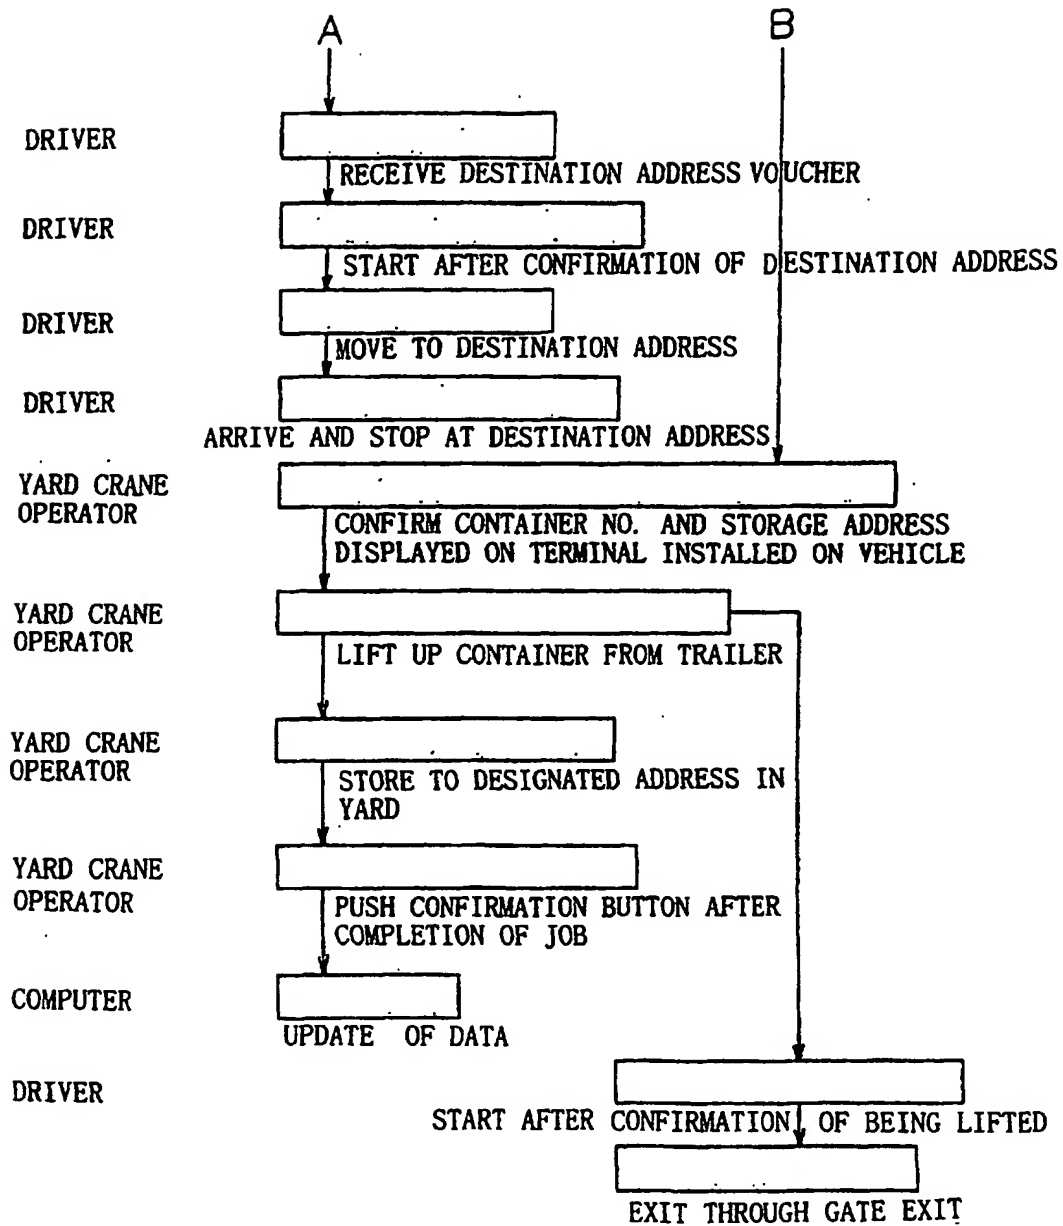 A
B
DRIVER
RECEIVE DESTINATION ADDRESS VOUCHER
DRIVER
START AFTER CONFIRMATION OF DESTINATION ADDRESS
DRIVER
MOVE TO DESTINATION ADDRESS
DRIVER
ARRIVE AND STOP AT DESTINATION ADDRESS
YARD CRANE
OPERATOR
CONFIRM CONTAINER NO. AND STORAGE ADDRESS
DISPLAYED ON TERMINAL INSTALLED ON VEHICLE
YARD CRANE
OPERATOR
LIFT UP CONTAINER FROM TRAILER
YARD CRANE
OPERATOR
STORE TO DESIGNATED ADDRESS IN
YARD
YARD CRANE
OPERATOR
PUSH CONFIRMATION BUTTON AFTER
COMPLETION OF JOB
COMPUTER
UPDATE OF DATA
DRIVER
START AFTER CONFIRMATION OF BEING LIFTED
EXIT THROUGH GATE EXIT